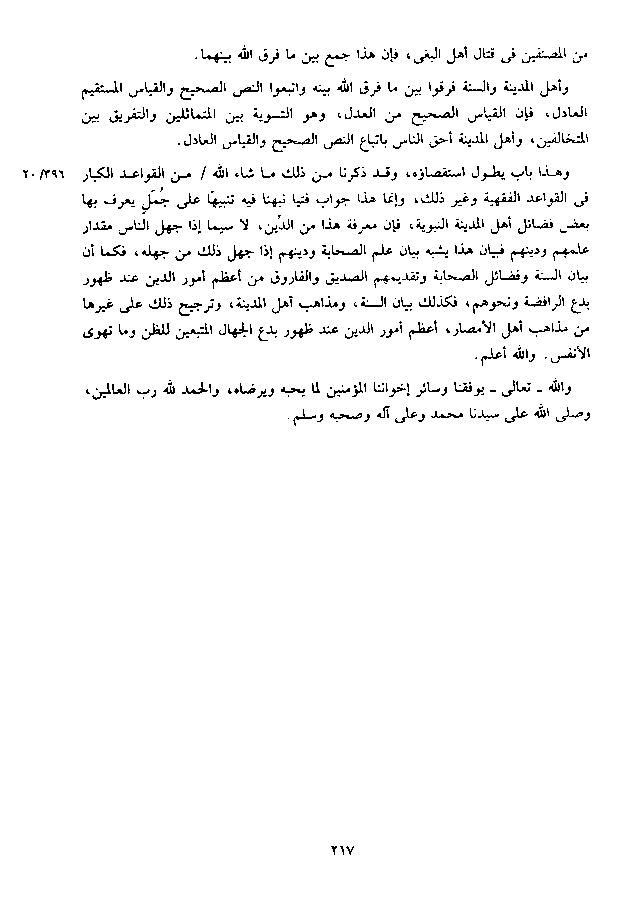 من المصنفين فى قتال أهل البغى، فإن هذا جمع بين ما فرق الله بينهما.
وأهل المدينة والسنة فرقوا بين ما فرق الله بينه واتبعوا النص الصحيح والقياس المستقيم
العادل، فإن القياس الصحيح من العدل، وهو التسوية بين المتماثلين والتفريق بين
المتخالفين، وأهل المدينة أحق الناس باتباع النص الصحيح والقياس العادل.
وهذا باب يطول استقصاؤه، وقد ذكرنا من ذلك ما شاء الله / من القواعد الكبار ٢٠/٣٩٦
فى القواعد الفقهية وغير ذلك، وإنما هذا جواب فتيا نبهنا فيه تنبيهًا على جُمَلٍ يعرف بها
بعض فضائل أهل المدينة النبوية، فإن معرفة هذا من الدِّين، لا سيما إذا جهل الناس مقدار
علمهم ودينهم فبيان هذا يشبه بيان علم الصحابة ودينهم إذا جهل ذلك من جهله، فكما أن
بيان السنة وفضائل الصحابة وتقديمهم الصديق والفاروق من أعظم أمور الدين عند ظهور
بدع الرافضة ونحوهم، فكذلك بيان السنة، ومذاهب أهل المدينة، وترجيح ذلك على غيرها
من مذاهب أهل الأمصار، أعظم أمور الدين عند ظهور بدع الجهال المتبعين للظن وما تهوى
الأنفس. والله أعلم.
والله ـ تعالى ـ يوفقنا وسائر إخواننا المؤمنين لما يحبه ويرضاه، والحمد لله رب العالمين،
وصلى الله على سيدنا محمد وعلى آله وصحبه وسلم.
٢١٧